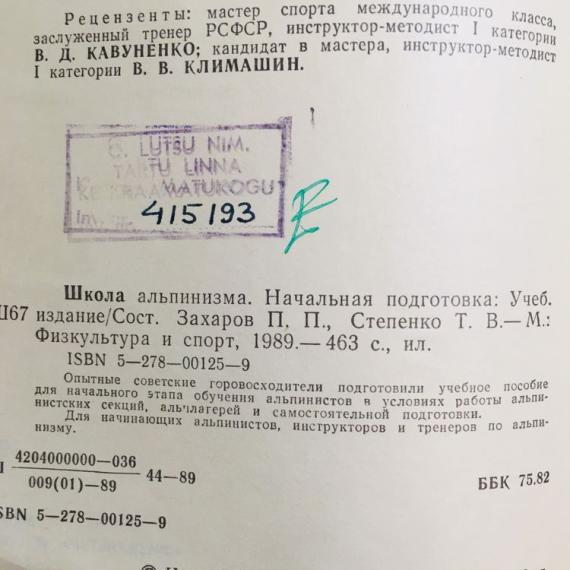 Рецензенты: мастер спорта международного класса,
заслуженный тренер РСФСР, инструктор-методист I категории
В. Д. КАВУНЕНКО; кандидат в мастера, инструктор-методист
I категории В. В. КЛИМАШИН.
O. LUTSU NIM.
TARTU LINNA
KESKRAAMATUKOGU
Inv. nr.
415193
Школа альпинизма. Начальная подготовка: Учеб.
Ш67 издание/Сост. Захаров П. П., Степенко Т. В.— М.:
Физкультура и спорт, 1989.— 463 с., ил.
ISBN 5—278—00125—9
Опытные советские горовосходители подготовили учебное пособие
для начального этапа обучения альпинистов в условиях работы альпи-
нистских секций, альплагерей и самостоятельной подготовки.
Для начинающих альпинистов, инструкторов и тренеров по альпи-
низму.
4204000000—036
009(01)—89
44—89
ББК 75.82
ISBN 5—278—00125—9